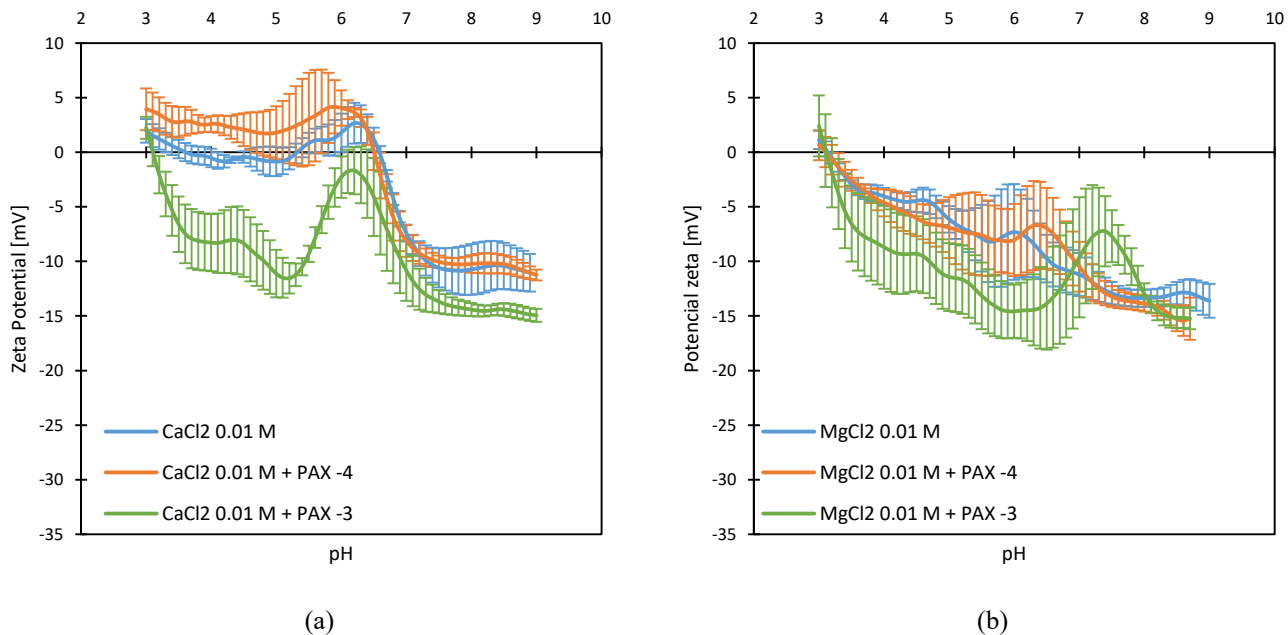 2 3 4 5 6 7 8 9 10
10
5
0
-5
-10
-15
-20
-25
-30
-35
Zeta Potential [mV]
CaCl2 0.01 M
CaCl2 0.01 M + PAX -4
CaCl2 0.01 M + PAX -3
pH
(a)
2 3 4 5 6 7 8 9 10
10
5
0
-5
-10
-15
-20
-25
-30
-35
Potencial zeta [mV]
MgCl2 0.01 M
MgCl2 0.01 M + PAX -4
MgCl2 0.01 M + PAX -3
pH
(b)